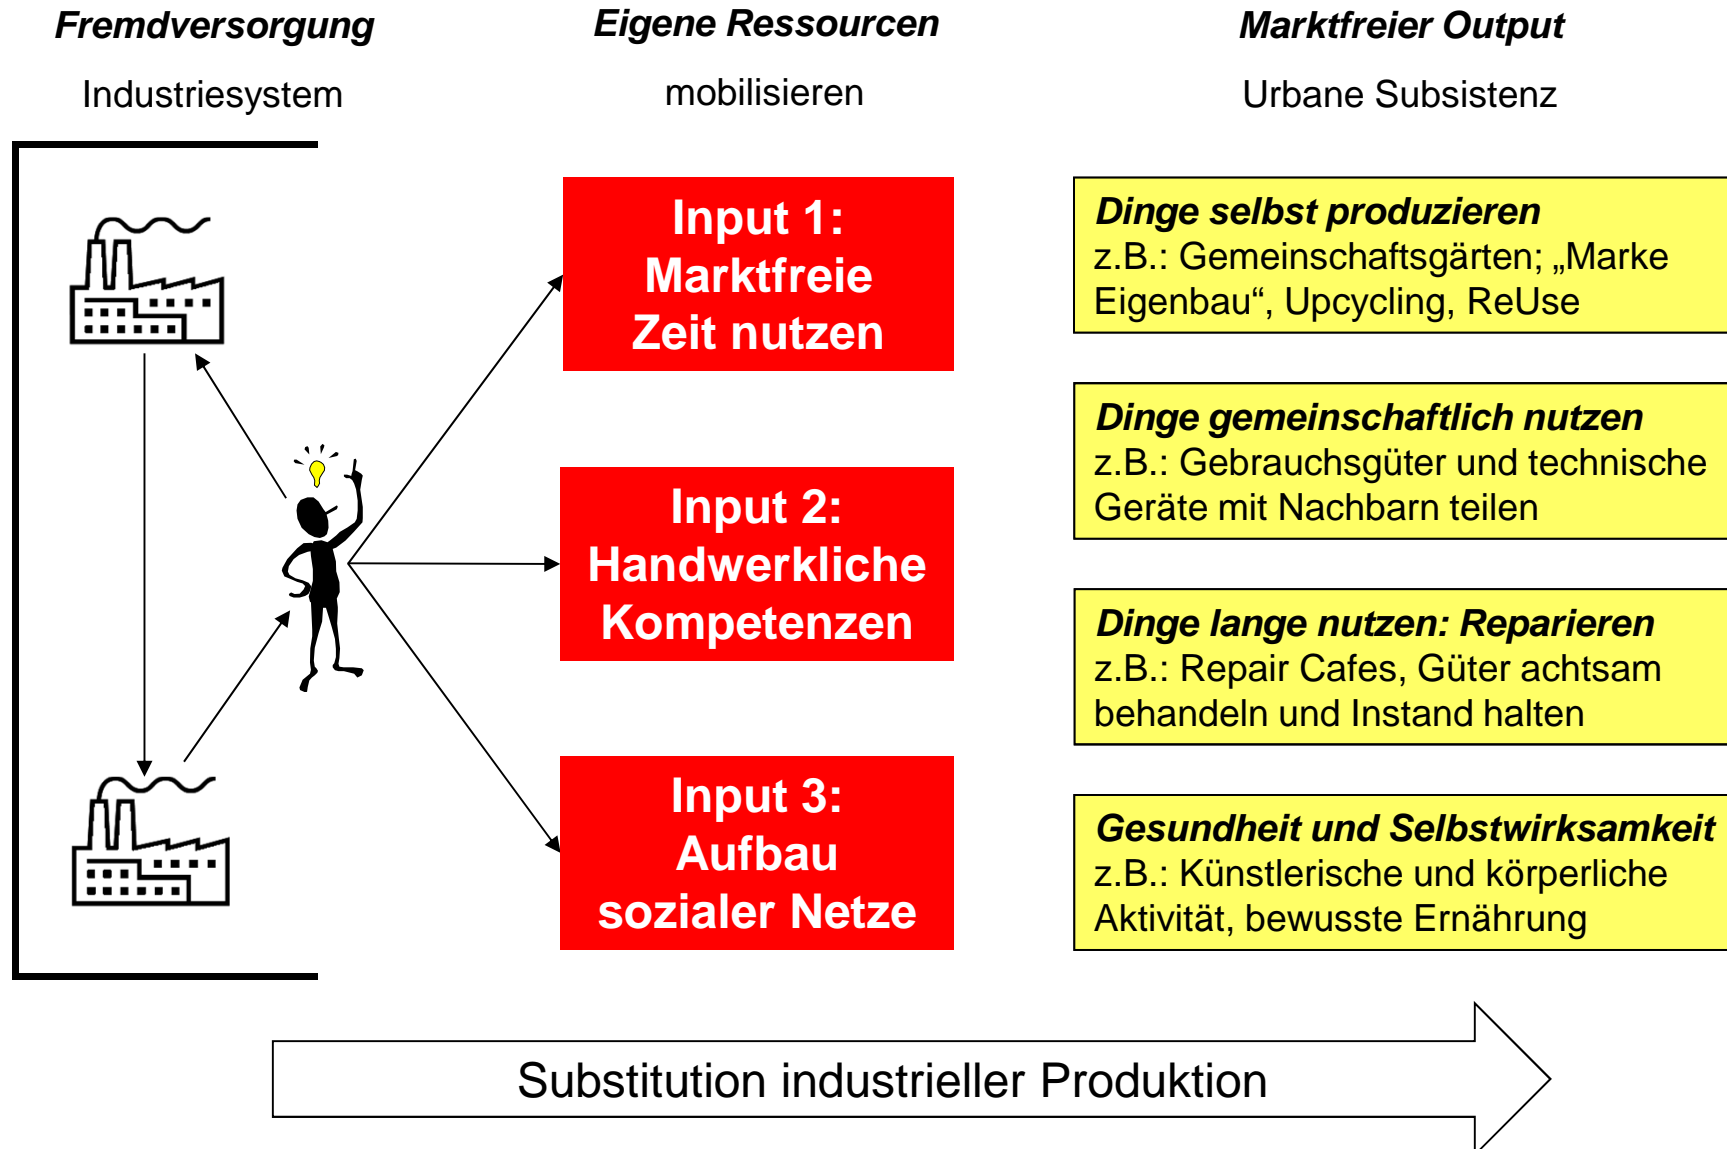 Fremdversorgung
Industriesystem
Eigene Ressourcen
mobilisieren
Marktfreier Output
Urbane Subsistenz
Input 1:
Marktfreie
Zeit nutzen
Input 2:
Handwerkliche
Kompetenzen
Input 3:
Aufbau
sozialer Netze
Dinge selbst produzieren
z.B.: Gemeinschaftsgärten; „Marke
Eigenbau“, Upcycling, ReUse
Dinge gemeinschaftlich nutzen
z.B.: Gebrauchsgüter und technische
Geräte mit Nachbarn teilen
Dinge lange nutzen: Reparieren
z.B.: Repair Cafes, Güter achtsam
behandeln und Instand halten
Gesundheit und Selbstwirksamkeit
z.B.: Künstlerische und körperliche
Aktivität, bewusste Ernährung
Substitution industrieller Produktion